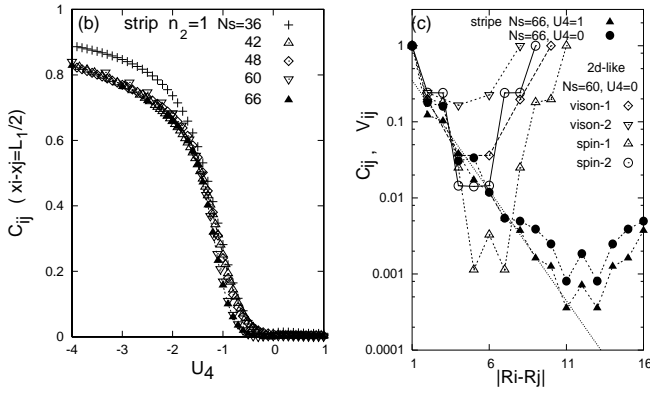 (b) strip n2=1 Ns=36
42
48
60
66
1
0.8
0.6
0.4
0.2
0
-4 -3 -2 -1 0 1
U4
Cij ( xi-xj=L1/2)
(c) stripe Ns=66, U4=1
Ns=66, U4=0
2d-like
Ns=60, U4=0
vison-1
vison-2
spin-1
spin-2
1
0.1
0.01
0.001
0.0001
1 6 11 16
|Ri-Rj|
Cij , Vij